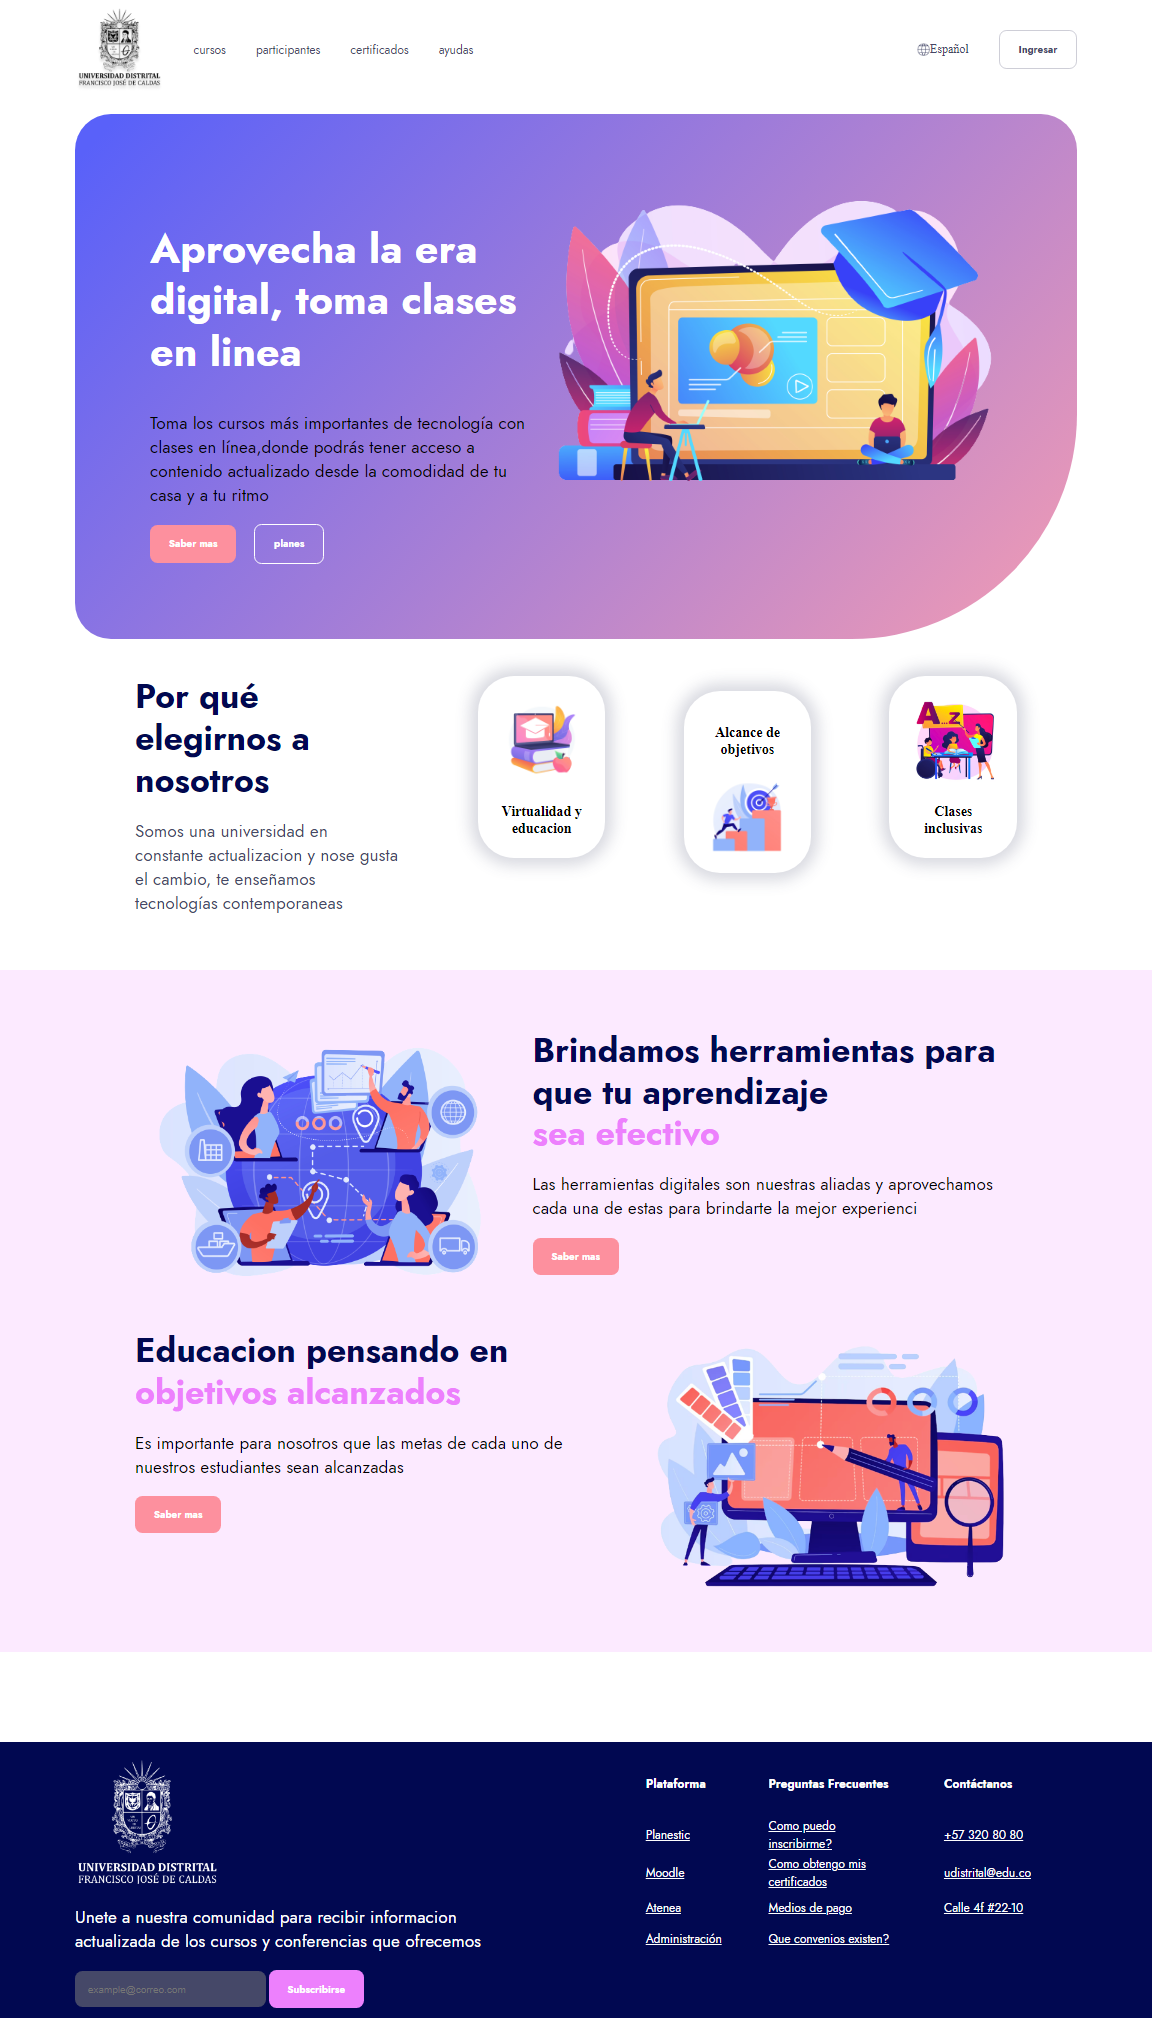 UNIVERSIDAD DISTRITAL
FRANCISCO JOSÉ DE CALDAS
cursos
participantes
certificados
ayudas
Español
Ingresar
Aprovecha la era
digital, toma clases
en linea
Toma los cursos más importantes de tecnología con
clases en línea,donde podrás tener acceso a
contenido actualizado desde la comodidad de tu
casa y a tu ritmo
Saber mas
planes
Por qué
elegirnos a
nosotros
Somos una universidad en
constante actualizacion y nose gusta
el cambio, te enseñamos
tecnologías contemporaneas
Virtualidad y
educacion
Alcance de
objetivos
A...Z
Clases
inclusivas
Brindamos herramientas para
que tu aprendizaje
sea efectivo
Las herramientas digitales son nuestras aliadas y aprovechamos
cada una de estas para brindarte la mejor experienci
Saber mas
Educacion pensando en
objetivos alcanzados
Es importante para nosotros que las metas de cada uno de
nuestros estudiantes sean alcanzadas
Saber mas
UNIVERSIDAD DISTRITAL
FRANCISCO JOSÉ DE CALDAS
Unete a nuestra comunidad para recibir informacion
actualizada de los cursos y conferencias que ofrecemos
example@correo.com
Subscribirse
Plataforma
Planestic
Moodle
Atenea
Administración
Preguntas Frecuentes
Como puedo
inscribirme?
Como obtengo mis
certificados
Medios de pago
Que convenios existen?
Contáctanos
+57 320 80 80
udistrital@edu.co
Calle 4f #22-10